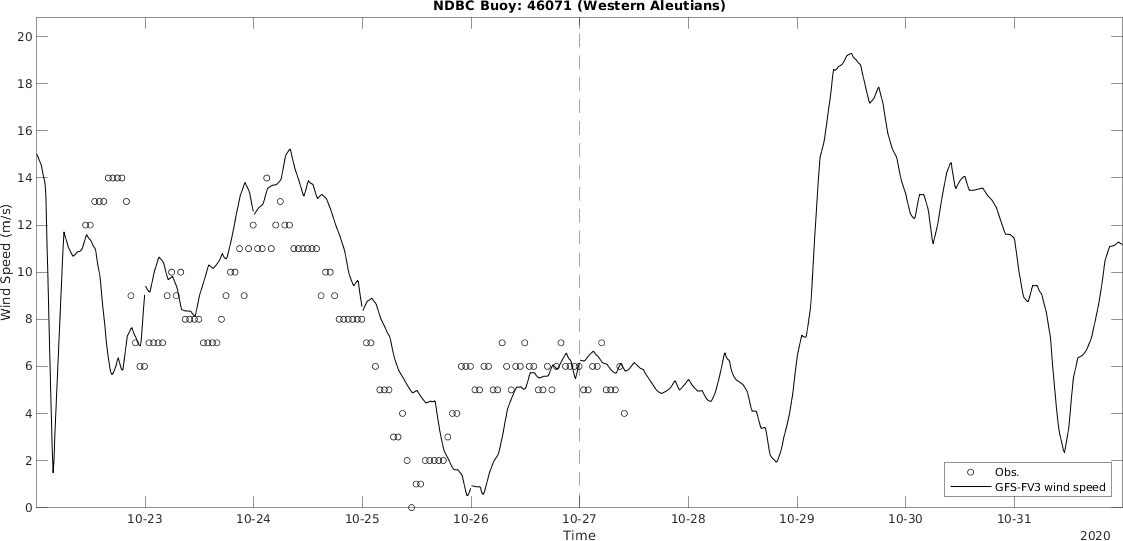 NDBC Buoy: 46071 (Western Aleutians)
20
18
16
14
12
10
8
6
4
2
0
Wind Speed (m/s)
10-23 10-24 10-25 10-26 10-27 10-28 10-29 10-30 10-31
Time
2020
Obs.
GFS-FV3 wind speed